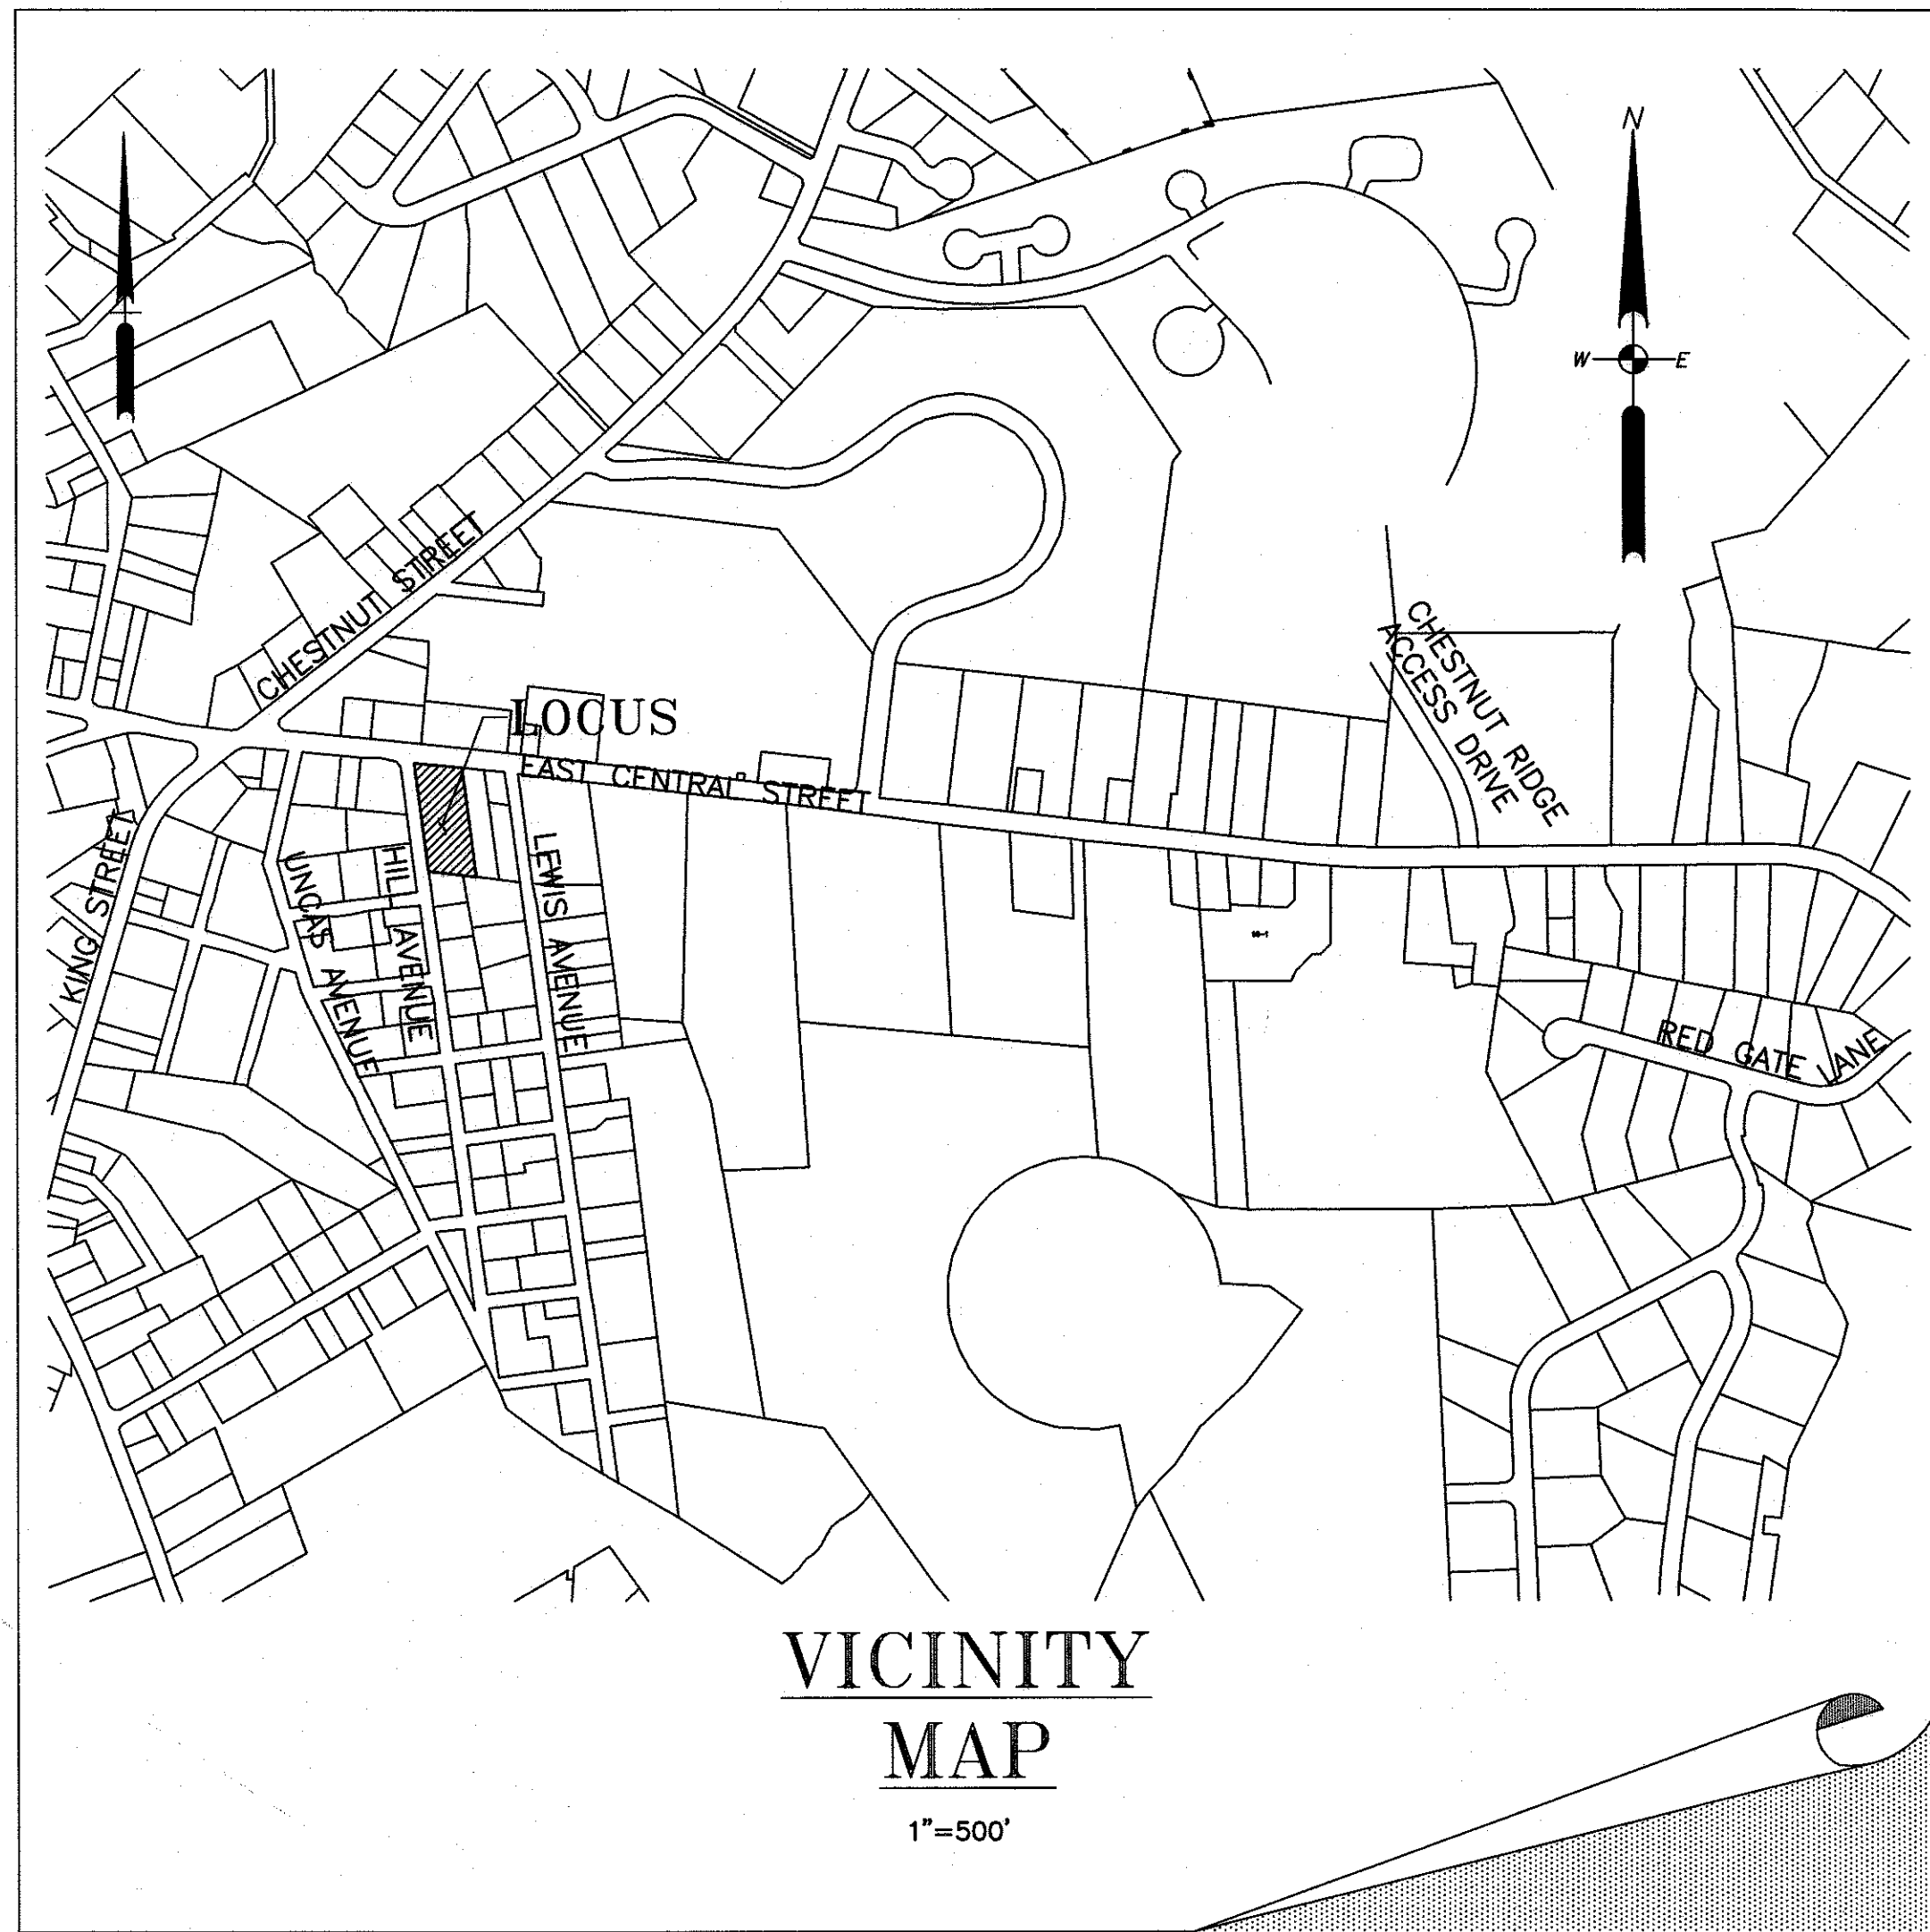 N
W E
CHESTNUT STREET
CHESTNUT RIDGE
ACCESS DRIVE
LOCUS
EAST CENTRAL STREET
KING STREET
UNCAS AVENUE
HILL AVENUE
LEWIS AVENUE
RED GATE LANE
VICINITY
MAP
1"=500'